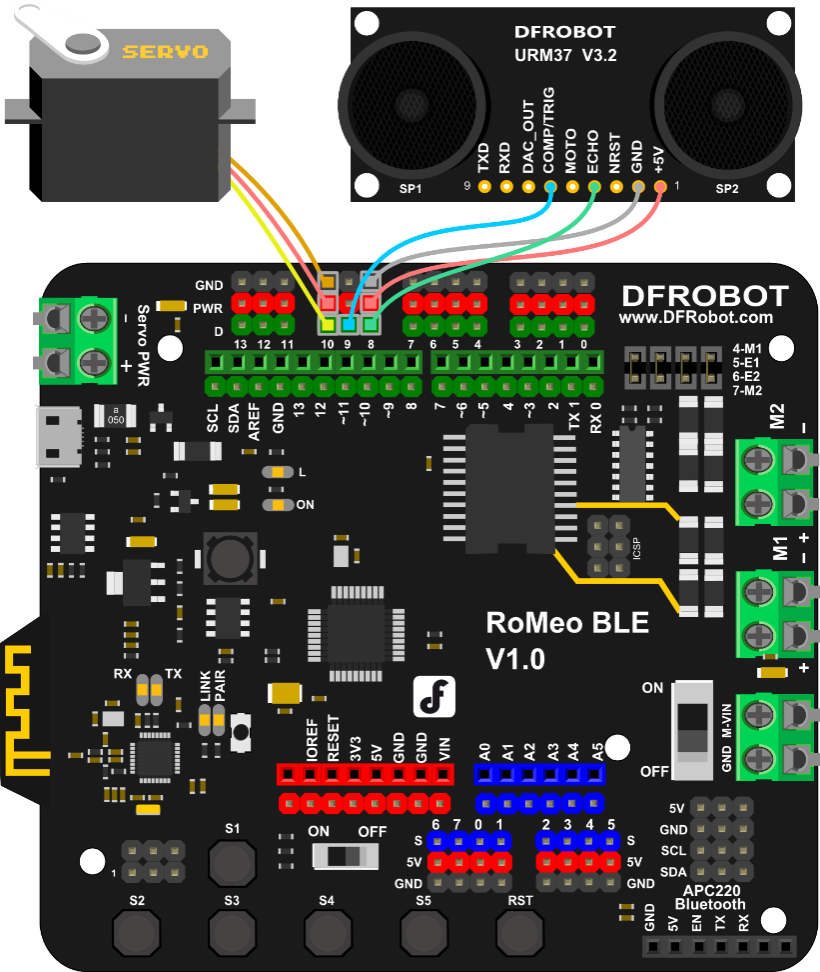 SERVO
DFROBOT
URM37 V3.2
TXD
RXD
DAC_OUT
COMP/TRIG
MOTO
ECHO
NRST
GND
+5V
SP1
9
1
SP2
GND
PWR
D
13 12 11 10 9 8 7 6 5 4 3 2 1 0
DFROBOT
www.DFRobot.com
Servo PWR
-
+
4-M1
5-E1
6-E2
7-M2
SCL
SDA
AREF
GND
13
12
~11
~10
~9
8
7
~6
~5
4
~3
2
TX 1
RX 0
a
050
L
ON
M2
-
+
M1
-
+
ICSP
RoMeo BLE
V1.0
RX TX
LINK
PAIR
ON
OFF
M-VIN
GND
IOREF
RESET
3V3
5V
GND
GND
VIN
A0
A1
A2
A3
A4
A5
6 7 0 1 2 3 4 5
S S
5V 5V
GND GND
ON OFF
5V
GND
SCL
SDA
APC220
Bluetooth
GND
5V
EN
TX
RX
1
S1
S2 S3 S4 S5 RST